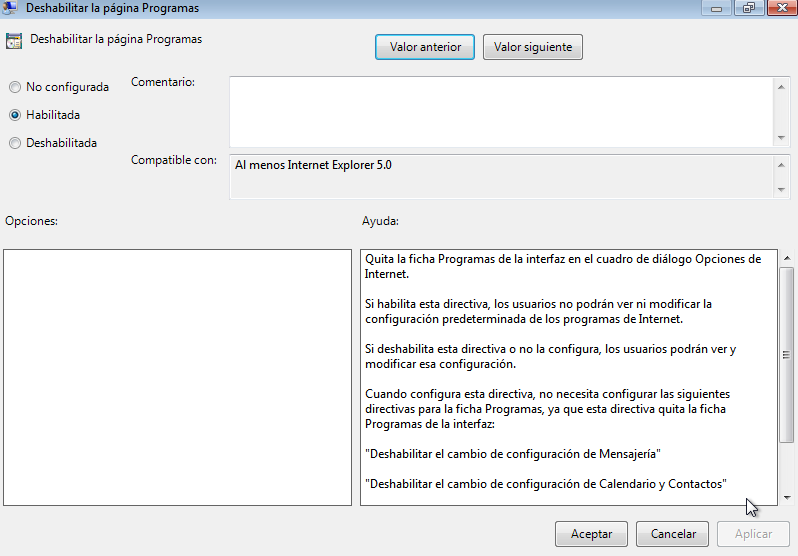 Deshabilitar la página Programas
Deshabilitar la página Programas
Valor anterior
Valor siguiente
No configurada
Habilitada
Deshabilitada
Comentario:
Compatible con:
Al menos Internet Explorer 5.0
Opciones:
Ayuda:
Quita la ficha Programas de la interfaz en el cuadro de diálogo Opciones de
Internet.
Si habilita esta directiva, los usuarios no podrán ver ni modificar la
configuración predeterminada de los programas de Internet.
Si deshabilita esta directiva o no la configura, los usuarios podrán ver y
modificar esa configuración.
Cuando configura esta directiva, no necesita configurar las siguientes
directivas para la ficha Programas, ya que esta directiva quita la ficha
Programas de la interfaz:
"Deshabilitar el cambio de configuración de Mensajería"
"Deshabilitar el cambio de configuración de Calendario y Contactos"
Aceptar
Cancelar
Aplicar